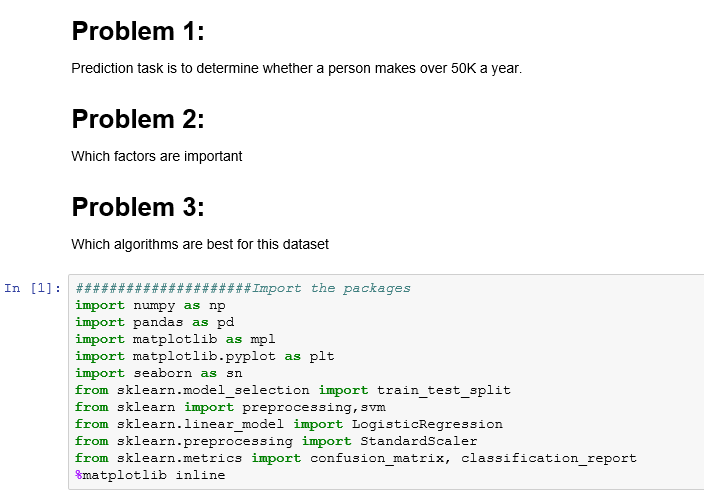 Problem 1:
Prediction task is to determine whether a person makes over 50K a year.
Problem 2:
Which factors are important
Problem 3:
Which algorithms are best for this dataset
In [1]: #####################Import the packages
import numpy as np
import pandas as pd
import matplotlib as mpl
import matplotlib.pyplot as plt
import seaborn as sn
from sklearn.model_selection import train_test_split
from sklearn import preprocessing,svm
from sklearn.linear_model import LogisticRegression
from sklearn.preprocessing import StandardScaler
from sklearn.metrics import confusion_matrix, classification_report
%matplotlib inline